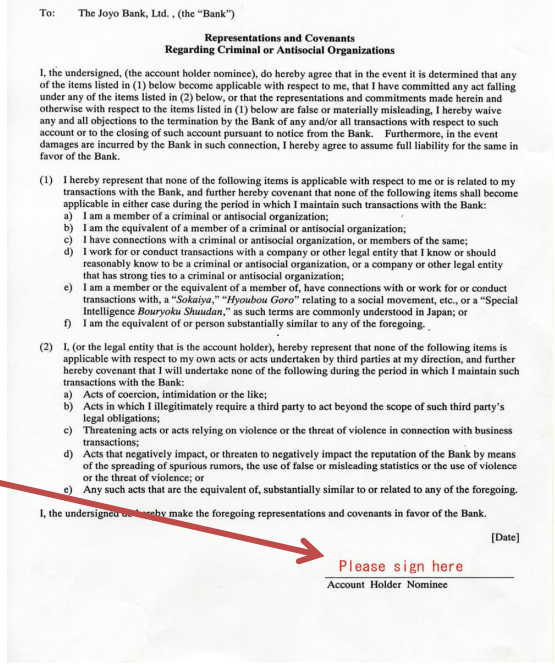 To: The Joyo Bank, Ltd. , (the “Bank”)
Representations and Covenants
Regarding Criminal or Antisocial Organizations
I, the undersigned, (the account holder nominee), do hereby agree that in the event it is determined that any
of the items listed in (1) below become applicable with respect to me, that I have committed any act falling
under any of the items listed in (2) below, or that the representations and commitments made herein and
otherwise with respect to the items listed in (1) below are false or materially misleading, I hereby waive
any and all objections to the termination by the Bank of any and/or all transactions with respect to such
account or to the closing of such account pursuant to notice from the Bank. Furthermore, in the event
damages are incurred by the Bank in such connection, I hereby agree to assume full liability for the same in
favor of the Bank.
(1) I hereby represent that none of the following items is applicable with respect to me or is related to my
transactions with the Bank, and further hereby covenant that none of the following items shall become
applicable in either case during the period in which I maintain such transactions with the Bank:
a) I am a member of a criminal or antisocial organization;
b) I am the equivalent of a member of a criminal or antisocial organization;
c) I have connections with a criminal or antisocial organization, or members of the same;
d) I work for or conduct transactions with a company or other legal entity that I know or should
reasonably know to be a criminal or antisocial organization, or a company or other legal entity
that has strong ties to a criminal or antisocial organization;
e) I am a member or the equivalent of a member of, have connections with or work for or conduct
transactions with, a “Sokaiya,” “Hyoubou Goro” relating to a social movement, etc., or a “Special
Intelligence Bouryoku Shuudan,” as such terms are commonly understood in Japan; or
f) I am the equivalent of or person substantially similar to any of the foregoing.
(2) I, (or the legal entity that is the account holder), hereby represent that none of the following items is
applicable with respect to my own acts or acts undertaken by third parties at my direction, and further
hereby covenant that I will undertake none of the following during the period in which I maintain such
transactions with the Bank:
a) Acts of coercion, intimidation or the like;
b) Acts in which I illegitimately require a third party to act beyond the scope of such third party’s
legal obligations;
c) Threatening acts or acts relying on violence or the threat of violence in connection with business
transactions;
d) Acts that negatively impact, or threaten to negatively impact the reputation of the Bank by means
of the spreading of spurious rumors, the use of false or misleading statistics or the use of violence
or the threat of violence; or
e) Any such acts that are the equivalent of, substantially similar to or related to any of the foregoing.
I, the undersigned do hereby make the foregoing representations and covenants in favor of the Bank.
[Date]
Please sign here
Account Holder Nominee